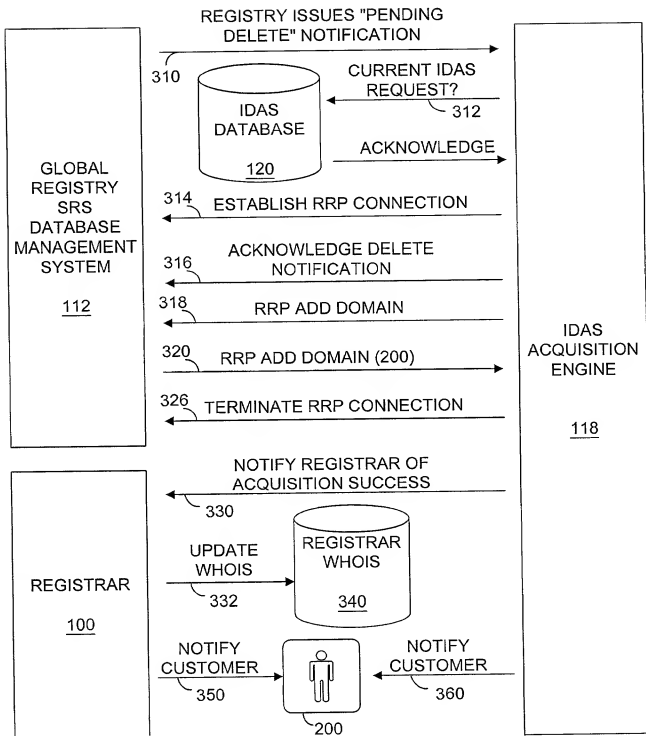 REGISTRY ISSUES "PENDING
DELETE" NOTIFICATION
310
CURRENT IDAS
REQUEST?
312
IDAS
DATABASE
120
ACKNOWLEDGE
GLOBAL
REGISTRY
SRS
DATABASE
MANAGEMENT
SYSTEM
112
314
ESTABLISH RRP CONNECTION
316
ACKNOWLEDGE DELETE
NOTIFICATION
318
RRP ADD DOMAIN
320
RRP ADD DOMAIN (200)
326
TERMINATE RRP CONNECTION
IDAS
ACQUISITION
ENGINE
118
NOTIFY REGISTRAR OF
ACQUISITION SUCCESS
330
REGISTRAR
100
UPDATE
WHOIS
332
REGISTRAR
WHOIS
340
NOTIFY
CUSTOMER
350
200
NOTIFY
CUSTOMER
360